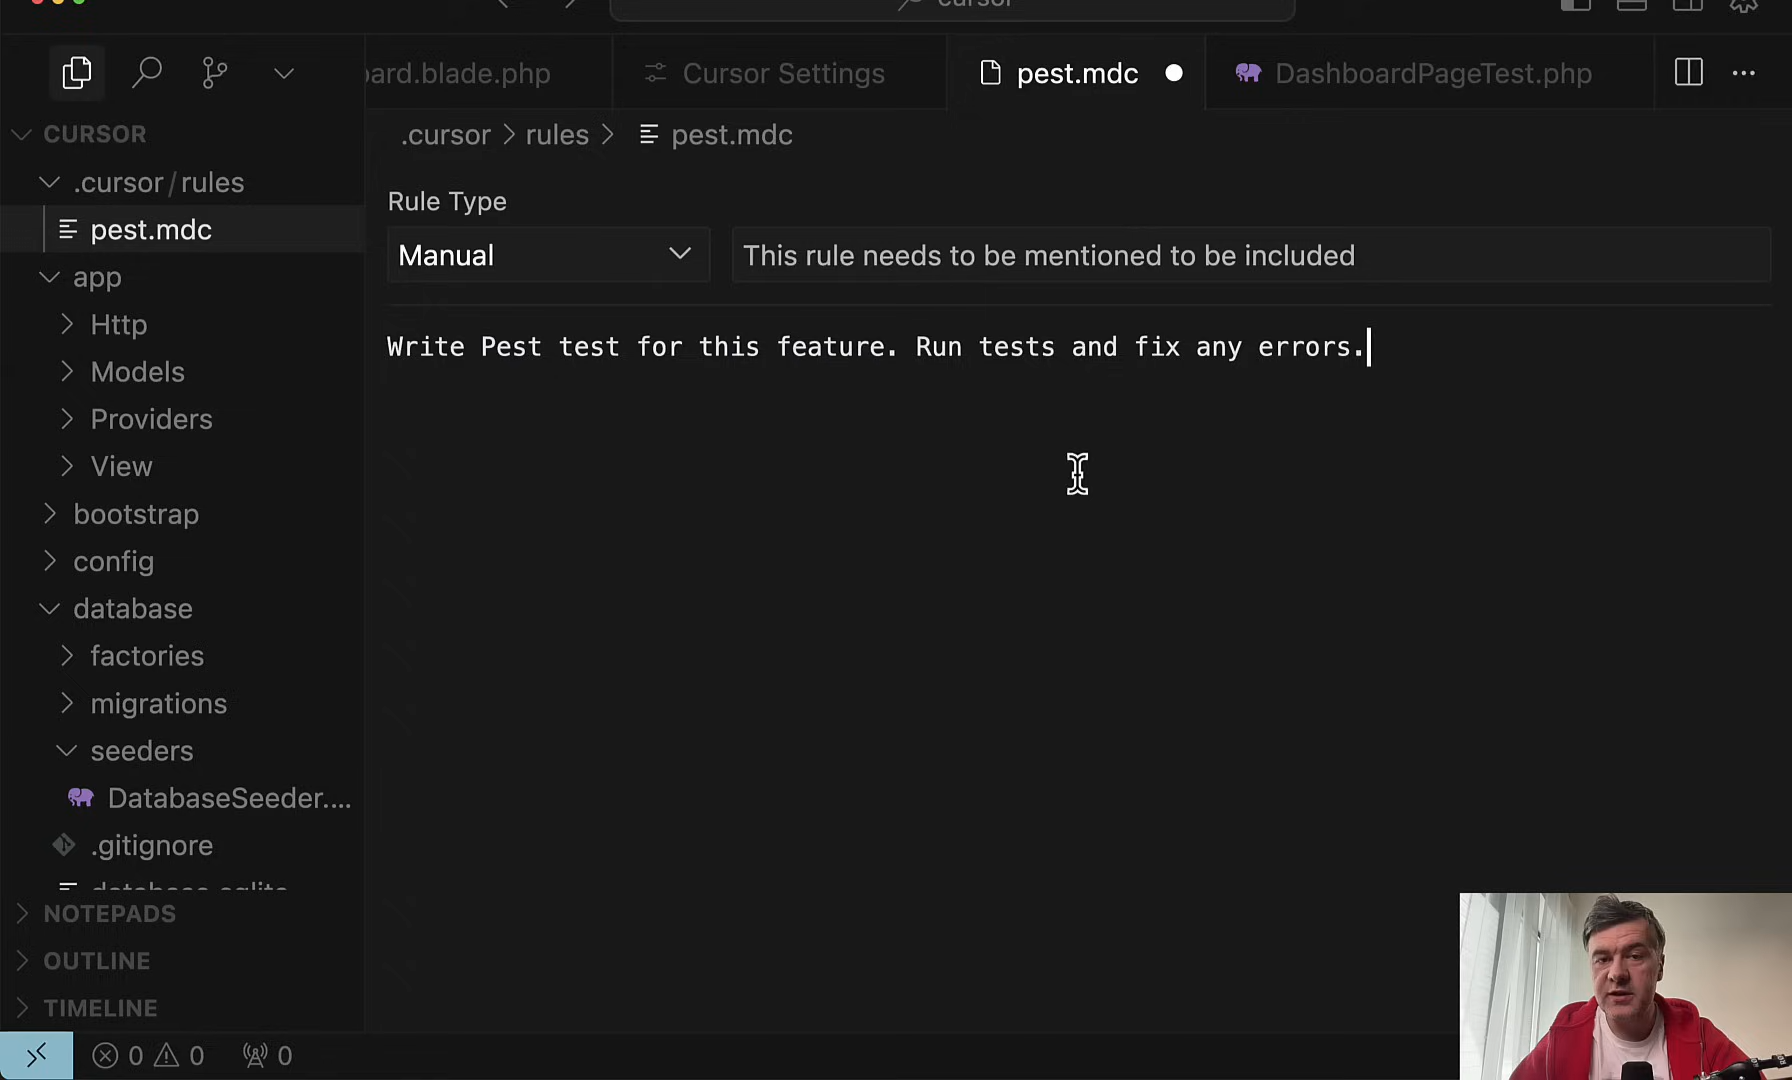 cursor
ard.blade.php
Cursor Settings
pest.mdc
DashboardPageTest.php
CURSOR
.cursor > rules > pest.mdc
.cursor/rules
pest.mdc
app
Http
Models
Providers
View
bootstrap
config
database
factories
migrations
seeders
DatabaseSeeder....
.gitignore
database.sqlite
NOTEPADS
OUTLINE
TIMELINE
Rule Type
Manual
This rule needs to be mentioned to be included
Write Pest test for this feature. Run tests and fix any errors.
0 0 0